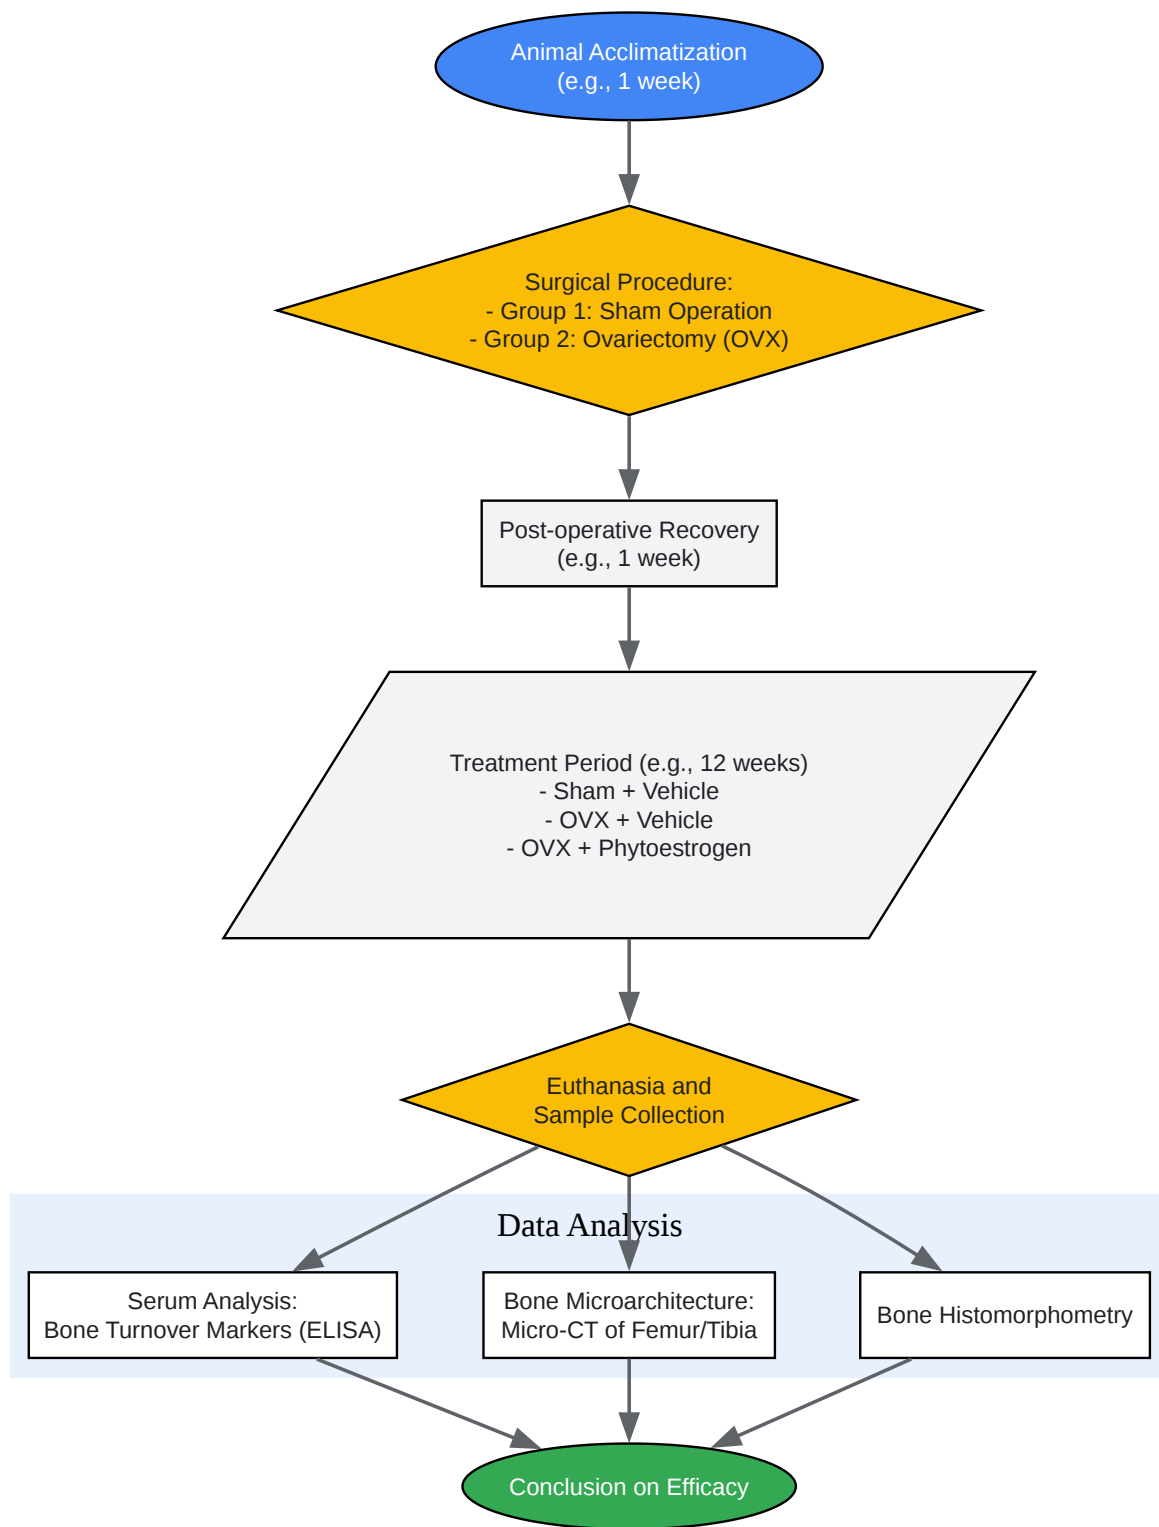 Animal Acclimatization
(e.g., 1 week)
Surgical Procedure:
- Group 1: Sham Operation
- Group 2: Ovariectomy (OVX)
Post-operative Recovery
(e.g., 1 week)
Treatment Period (e.g., 12 weeks)
- Sham + Vehicle
- OVX + Vehicle
- OVX + Phytoestrogen
Euthanasia and
Sample Collection
Data Analysis
Serum Analysis:
Bone Turnover Markers (ELISA)
Bone Microarchitecture:
Micro-CT of Femur/Tibia
Bone Histomorphometry
Conclusion on Efficacy